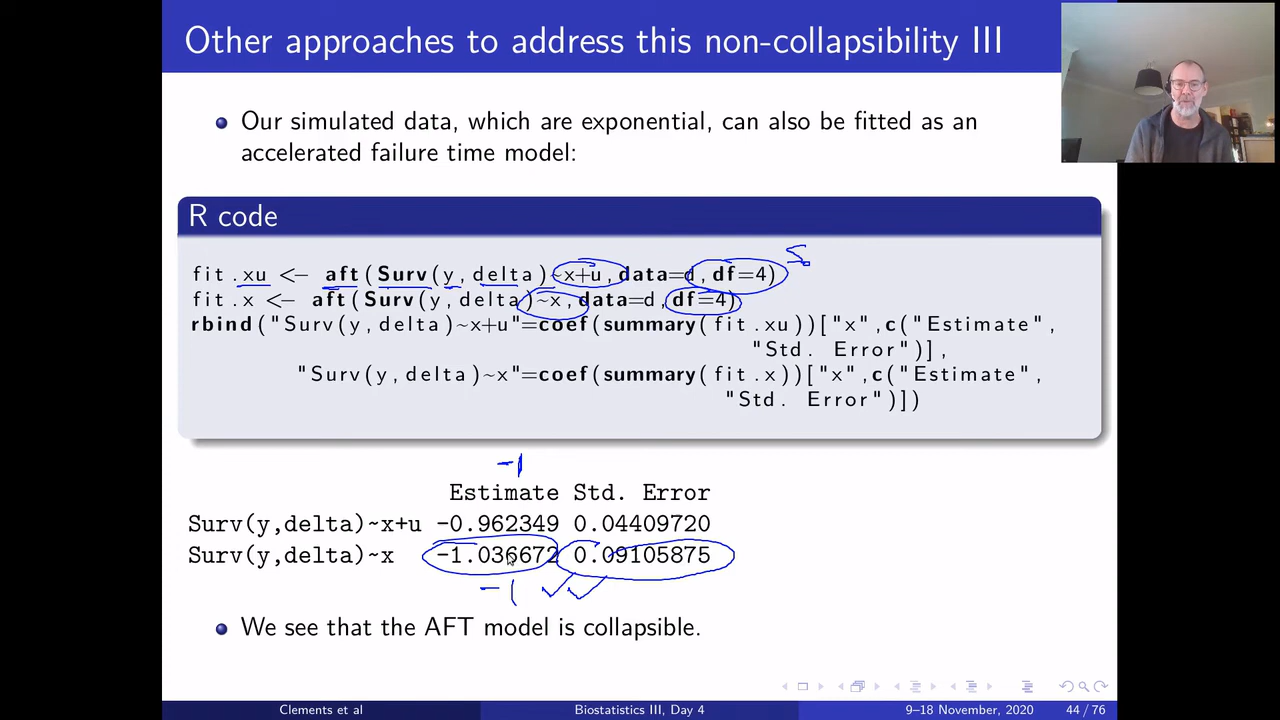 Other approaches to address this non-collapsibility III
Our simulated data, which are exponential, can also be fitted as an
accelerated failure time model:
R code
fit.xu <- aft(Surv(y,delta)~x+u,data=d,df=4)
S0
fit.x <- aft(Surv(y,delta)~x,data=d,df=4)
rbind("Surv(y,delta)~x+u"=coef(summary(fit.xu))["x",c("Estimate",
"Std. Error")],
"Surv(y,delta)~x"=coef(summary(fit.x))["x",c("Estimate",
"Std. Error")])
-1
Estimate Std. Error
Surv(y,delta)~x+u -0.962349 0.04409720
Surv(y,delta)~x -1.036672 0.09105875
-1 ✓✓
We see that the AFT model is collapsible.
Clements et al Biostatistics III, Day 4 9–18 November, 2020 44 / 76